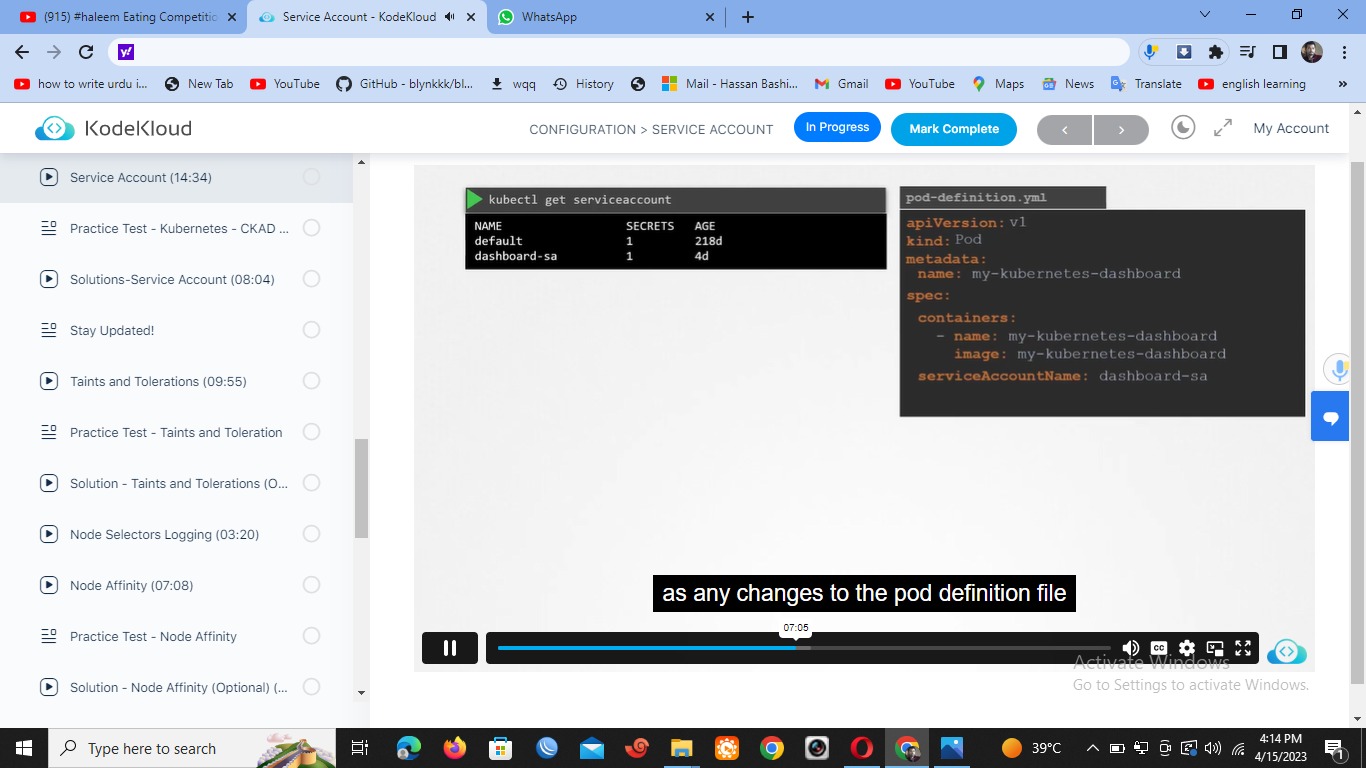 (915) #haleem Eating Competitio
Service Account - KodeKloud
WhatsApp
how to write urdu i...
New Tab
YouTube
GitHub - blynkkk/bl...
wqq
History
Mail - Hassan Bashi...
Gmail
YouTube
Maps
News
Translate
english learning
»
KodeKloud
CONFIGURATION > SERVICE ACCOUNT
In Progress
Mark Complete
My Account
Service Account (14:34)
Practice Test - Kubernetes - CKAD ...
Solutions-Service Account (08:04)
Stay Updated!
Taints and Tolerations (09:55)
Practice Test - Taints and Toleration
Solution - Taints and Tolerations (O...
Node Selectors Logging (03:20)
Node Affinity (07:08)
Practice Test - Node Affinity
Solution - Node Affinity (Optional) (...
kubectl get serviceaccount
NAME SECRETS AGE
default 1 218d
dashboard-sa 1 4d
pod-definition.yml
apiVersion: v1
kind: Pod
metadata:
name: my-kubernetes-dashboard
spec:
containers:
- name: my-kubernetes-dashboard
image: my-kubernetes-dashboard
serviceAccountName: dashboard-sa
as any changes to the pod definition file
07:05
CC
Activate Windows
Go to Settings to activate Windows.
Type here to search
39°C
4:14 PM
4/15/2023
1